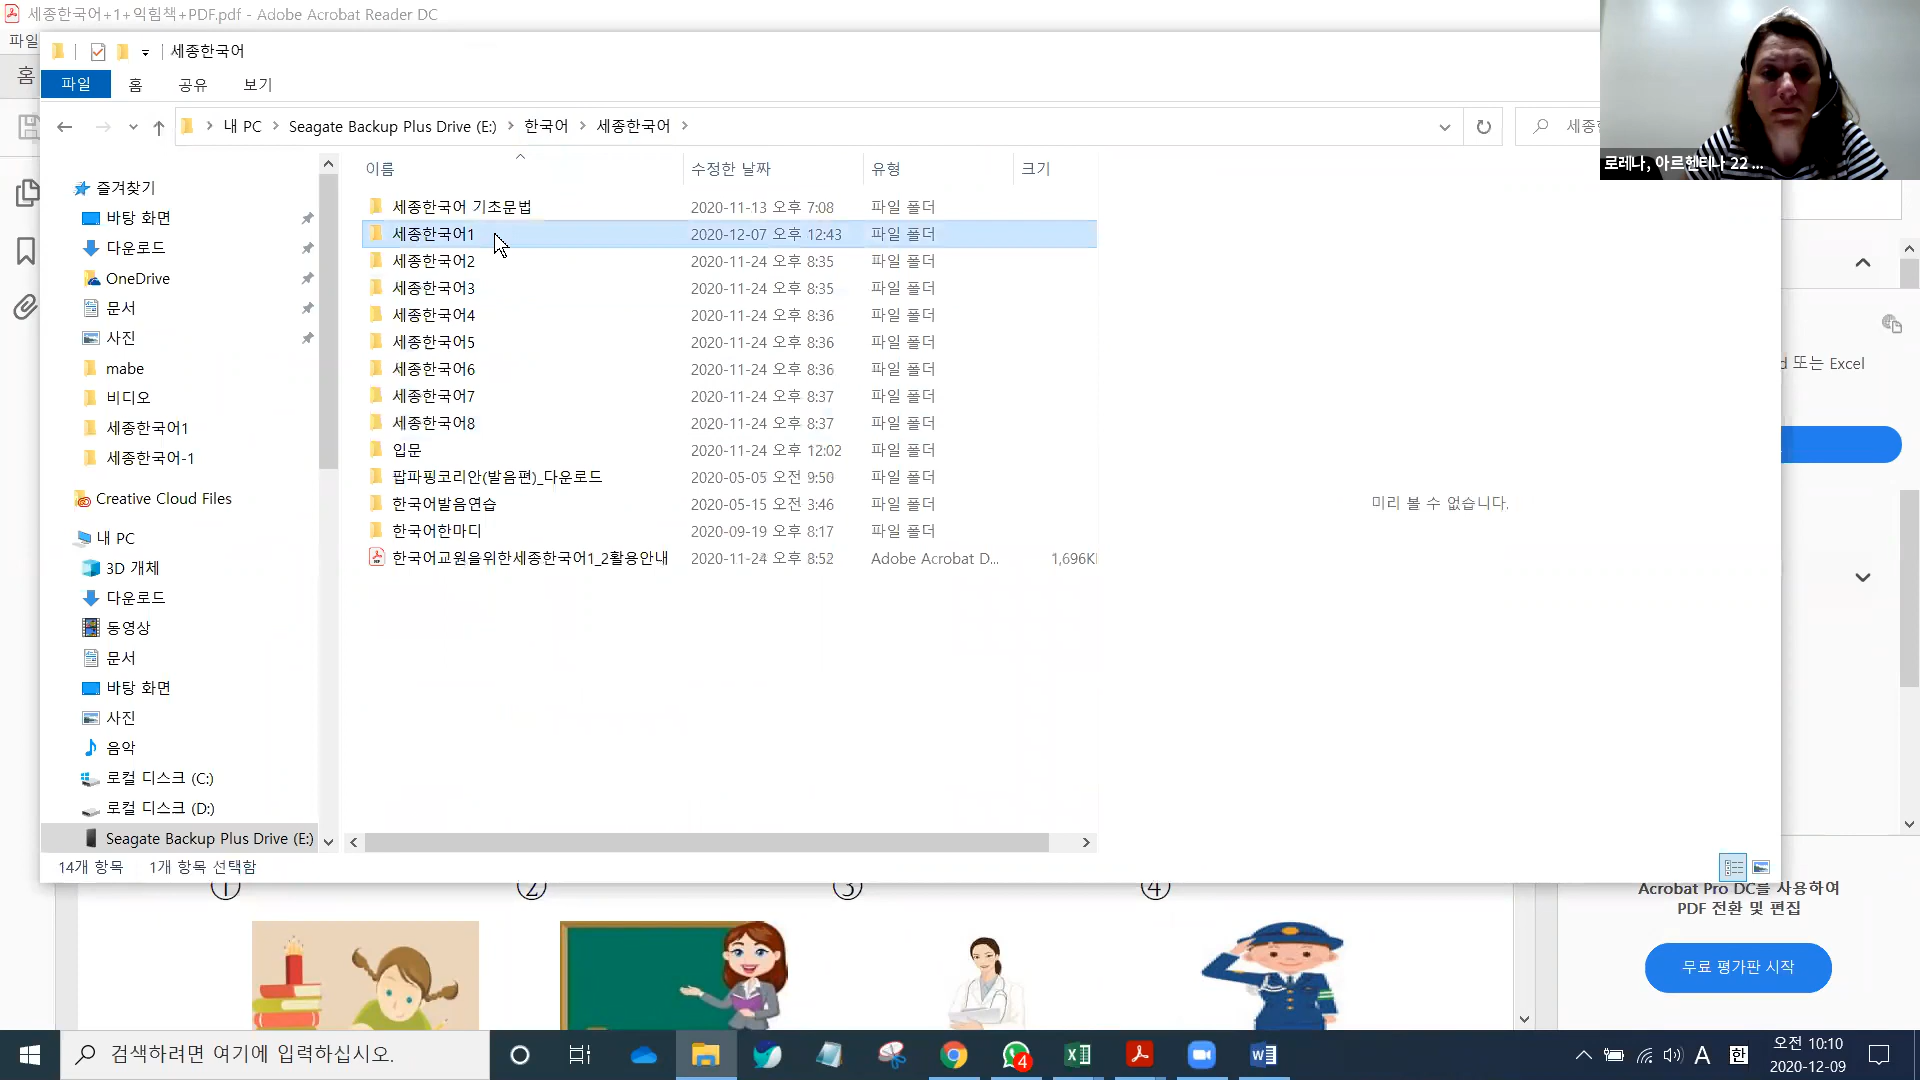 세종한국어+1+익힘책+PDF.pdf - Adobe Acrobat Reader DC
파일
세종한국어
홈
파일 홈 공유 보기
내 PC Seagate Backup Plus Drive (E:) 한국어 세종한국어
로레나, 아르헨티나 22 ...
이름 수정한 날짜 유형 크기
즐겨찾기
바탕 화면
다운로드
OneDrive
문서
사진
mabe
비디오
세종한국어1
세종한국어-1
Creative Cloud Files
내 PC
3D 개체
다운로드
동영상
문서
바탕 화면
사진
음악
로컬 디스크 (C:)
로컬 디스크 (D:)
Seagate Backup Plus Drive (E:)
세종한국어 기초문법 2020-11-13 오후 7:08 파일 폴더
세종한국어1 2020-12-07 오후 12:43 파일 폴더
세종한국어2 2020-11-24 오후 8:35 파일 폴더
세종한국어3 2020-11-24 오후 8:35 파일 폴더
세종한국어4 2020-11-24 오후 8:36 파일 폴더
세종한국어5 2020-11-24 오후 8:36 파일 폴더
세종한국어6 2020-11-24 오후 8:36 파일 폴더
세종한국어7 2020-11-24 오후 8:37 파일 폴더
세종한국어8 2020-11-24 오후 8:37 파일 폴더
입문 2020-11-24 오후 12:02 파일 폴더
팝파핑코리안(발음편)_다운로드 2020-05-05 오전 9:50 파일 폴더
한국어발음연습 2020-05-15 오전 3:46 파일 폴더
한국어한마디 2020-09-19 오후 8:17 파일 폴더
한국어교원을위한세종한국어1_2활용안내 2020-11-24 오후 8:52 Adobe Acrobat D... 1,696K
미리 볼 수 없습니다.
또는 Excel
14개 항목 1개 항목 선택함
① ② ③ ④
Acrobat Pro DC를 사용하여
PDF 전환 및 편집
무료 평가판 시작
검색하려면 여기에 입력하십시오.
4
A 한
오전 10:10
2020-12-09